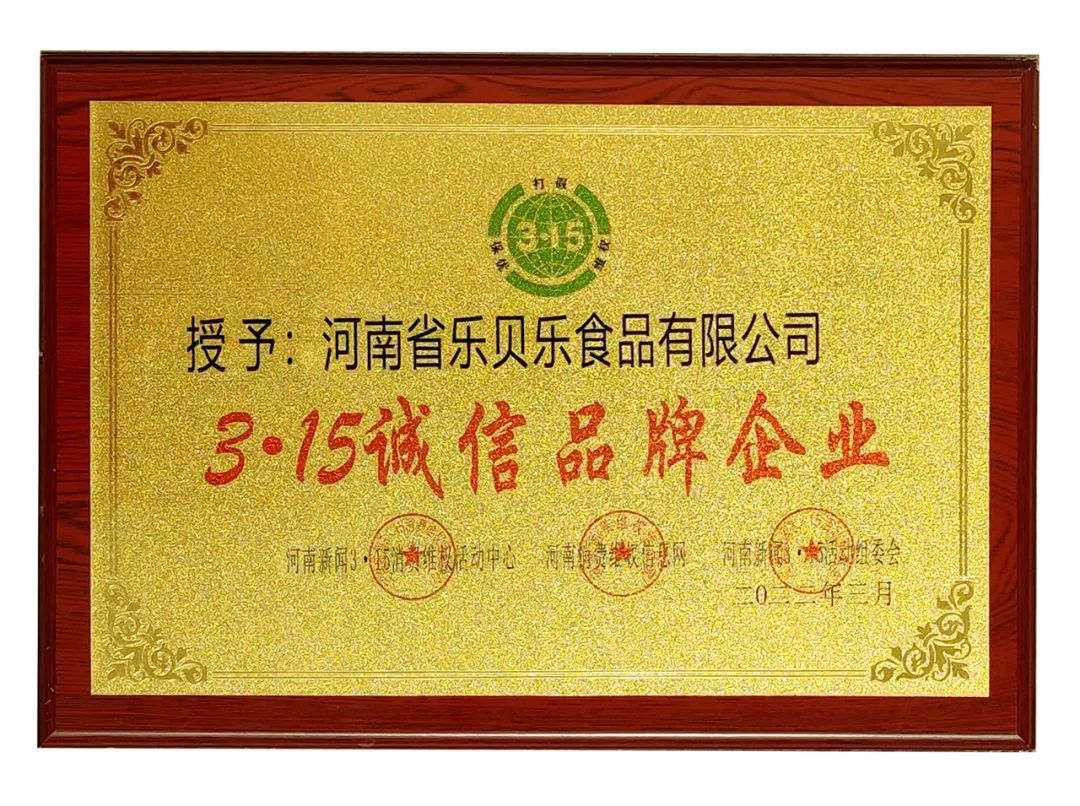 打假
3·15
维权
授予：河南省乐贝乐食品有限公司
3·15诚信品牌企业
河南新闻3·15消费维权活动中心 河南消费维权信息网 河南新闻3·15活动组委会
二0二二年三月